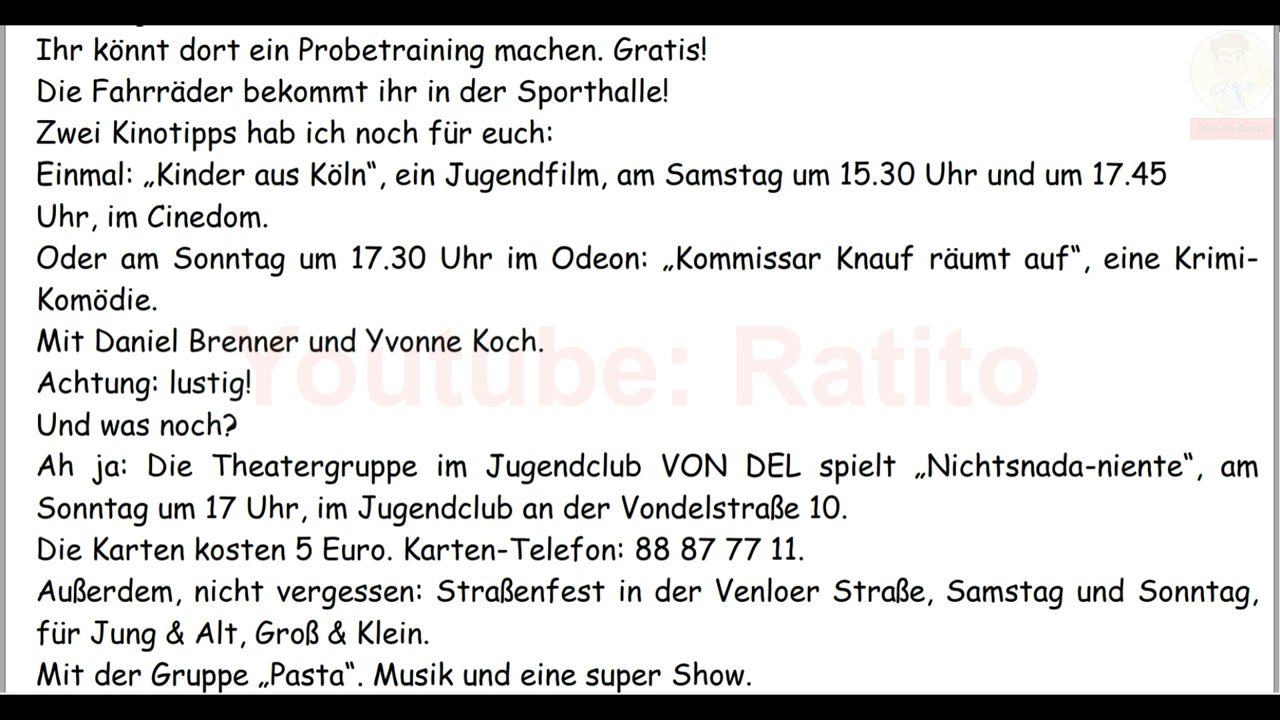 Ihr könnt dort ein Probetraining machen. Gratis!
Die Fahrräder bekommt ihr in der Sporthalle!
Zwei Kinotipps hab ich noch für euch:
Einmal: „Kinder aus Köln“, ein Jugendfilm, am Samstag um 15.30 Uhr und um 17.45
Uhr, im Cinedom.
Oder am Sonntag um 17.30 Uhr im Odeon: „Kommissar Knauf räumt auf“, eine Krimi-
Komödie.
Mit Daniel Brenner und Yvonne Koch.
Youtube: Ratito
Achtung: lustig!
Und was noch?
Ah ja: Die Theatergruppe im Jugendclub VON DEL spielt „Nichtsnada-niente“, am
Sonntag um 17 Uhr, im Jugendclub an der Vondelstraße 10.
Die Karten kosten 5 Euro. Karten-Telefon: 88 87 77 11.
Außerdem, nicht vergessen: Straßenfest in der Venloer Straße, Samstag und Sonntag,
für Jung & Alt, Groß & Klein.
Mit der Gruppe „Pasta“. Musik und eine super Show.